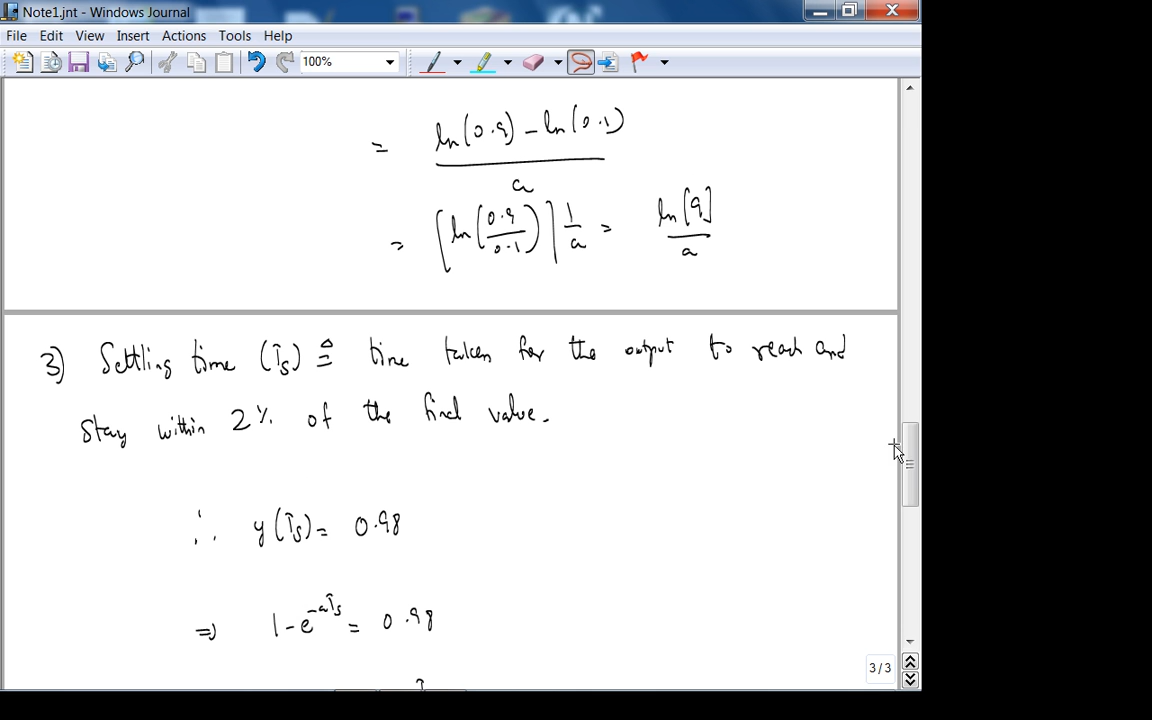 Note1.jnt - Windows Journal
File Edit View Insert Actions Tools Help
100%
= (ln(0.9) - ln(0.1)) / a
= [ln(0.9/0.1)] 1/a = ln[9]/a
3) Settling time (Ts) ≜ time taken for the output to reach and
stay within 2% of the final value.
∴ y(Ts) = 0.98
⇒ 1 - e^(-aTs) = 0.98
3/3